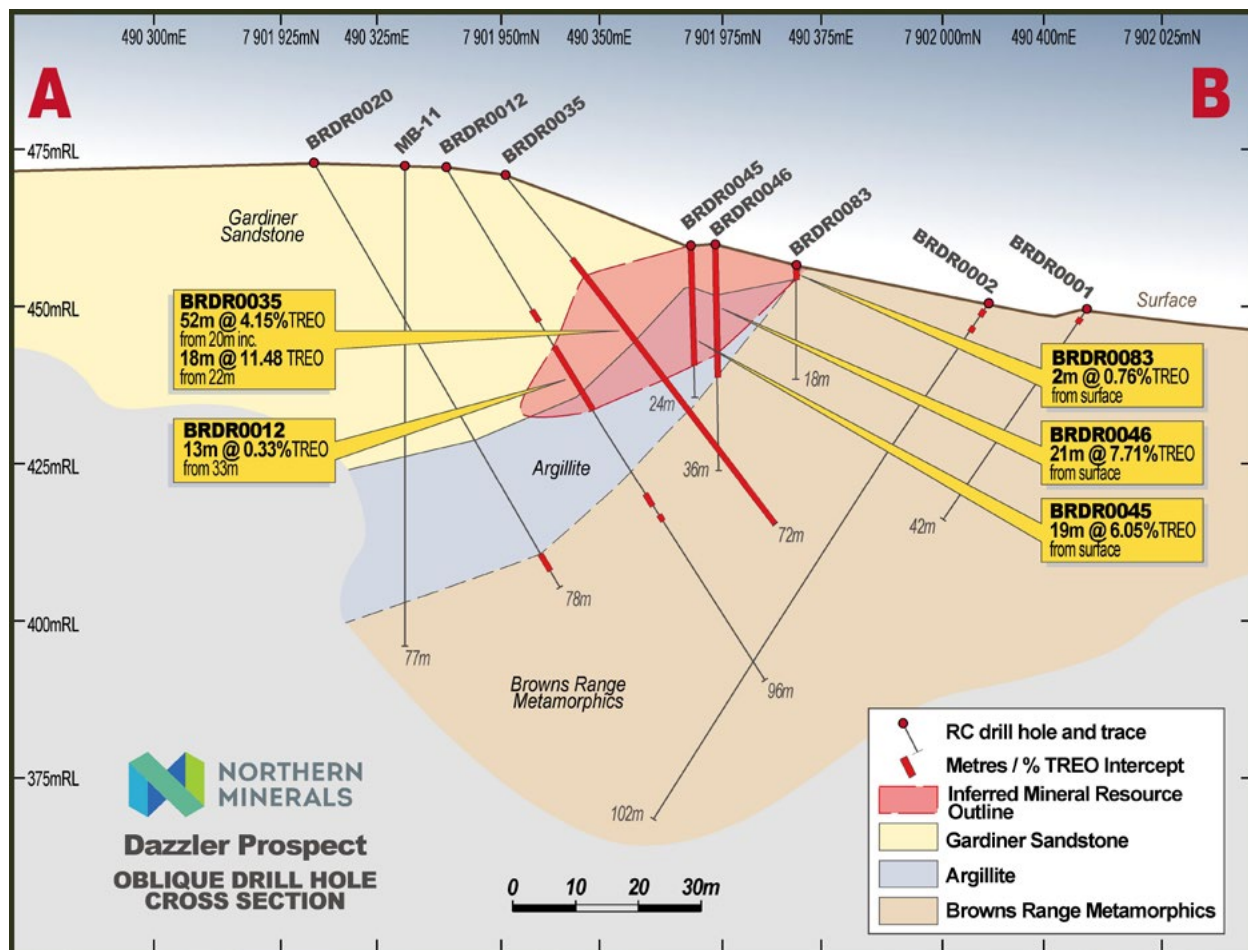 490 300mE
7 901 925mN
490 325mE
7 901 950mN
490 350mE
7 901 975mN
490 375mE
7 902 000mN
490 400mE
7 902 025mN
A
B
BRDR0020
MB-11
BRDR0012
BRDR0035
BRDR0045
BRDR0046
BRDR0083
BRDR0002
BRDR0001
475mRL
450mRL
425mRL
400mRL
375mRL
Gardiner
Sandstone
Surface
BRDR0035
52m @ 4.15%TREO
from 20m inc.
18m @ 11.48 TREO
from 22m
BRDR0012
13m @ 0.33%TREO
from 33m
BRDR0083
2m @ 0.76%TREO
from surface
BRDR0046
21m @ 7.71%TREO
from surface
BRDR0045
19m @ 6.05%TREO
from surface
18m
24m
36m
42m
72m
78m
77m
96m
102m
Argillite
Browns Range
Metamorphics
NORTHERN
MINERALS
Dazzler Prospect
OBLIQUE DRILL HOLE
CROSS SECTION
0 10 20 30m
RC drill hole and trace
Metres / % TREO Intercept
Inferred Mineral Resource
Outline
Gardiner Sandstone
Argillite
Browns Range Metamorphics